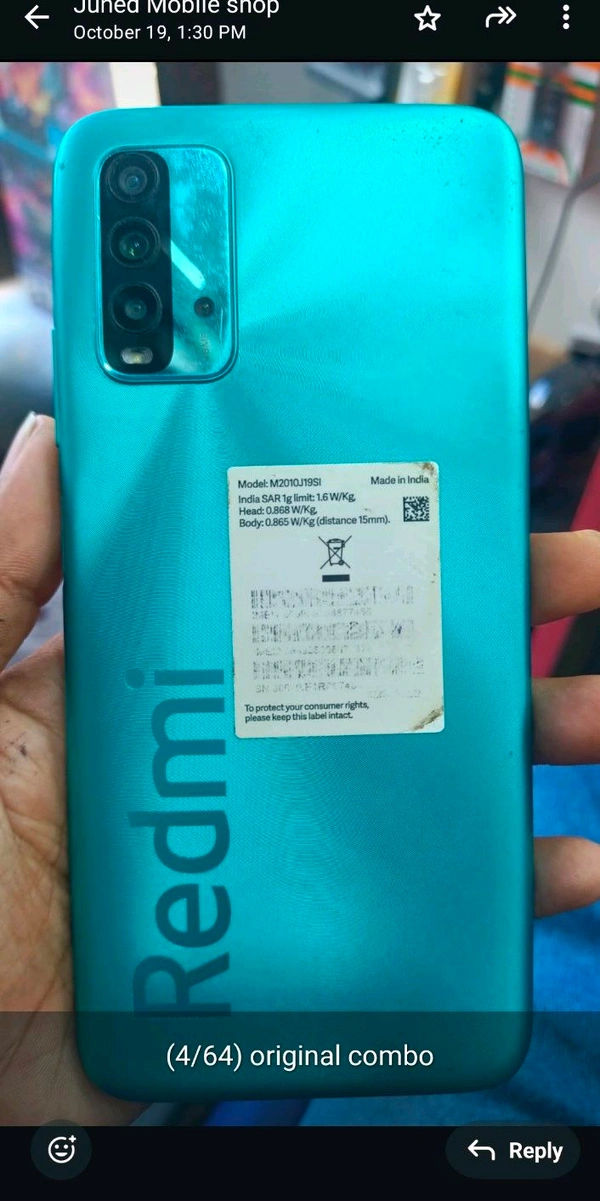 Juned Mobile shop
October 19, 1:30 PM
Model: M2010J19SI Made in India
India SAR 1g limit: 1.6 W/Kg,
Head: 0.868 W/Kg,
Body: 0.865 W/Kg (distance 15mm).
To protect your consumer rights,
please keep this label intact.
Redmi
(4/64) original combo
Reply